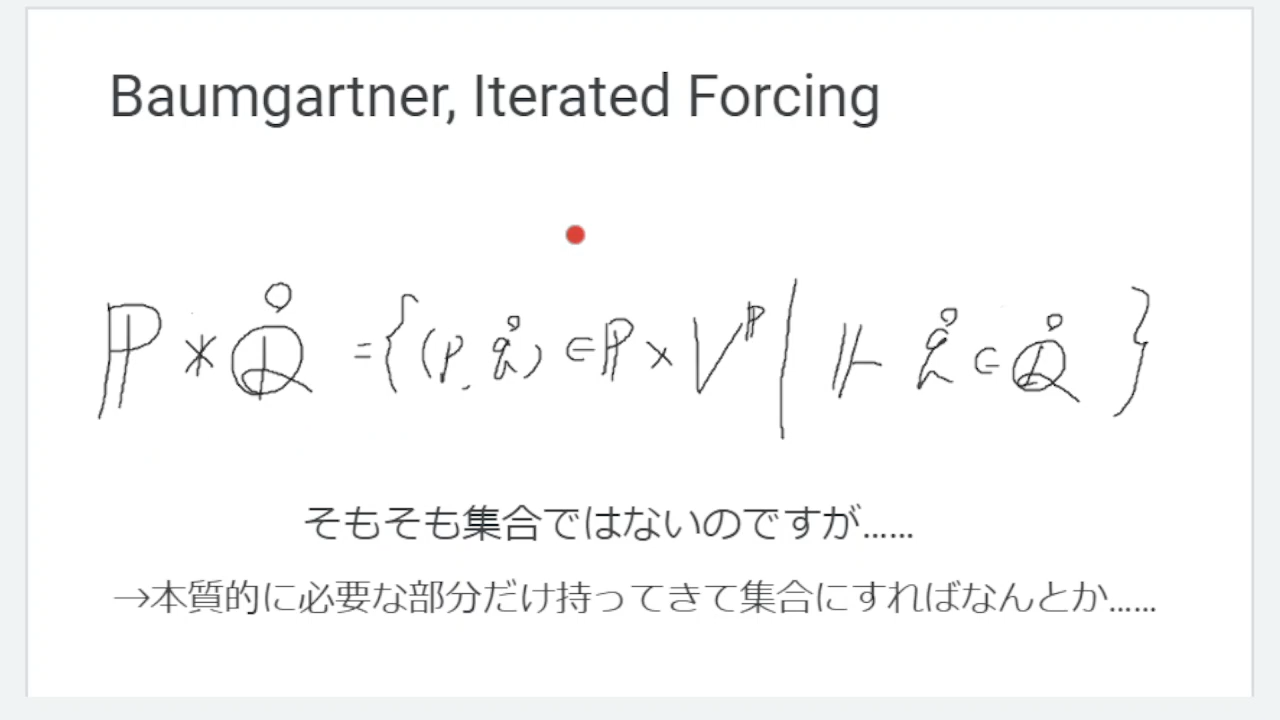 Baumgartner, Iterated Forcing
ℙ * ℚ̊ = { (p, q̊) ∈ ℙ × V^ℙ | ⊩ q̊ ∈ ℚ̊ }
そもそも集合ではないのですが……
→本質的に必要な部分だけ持ってきて集合にすればなんとか……